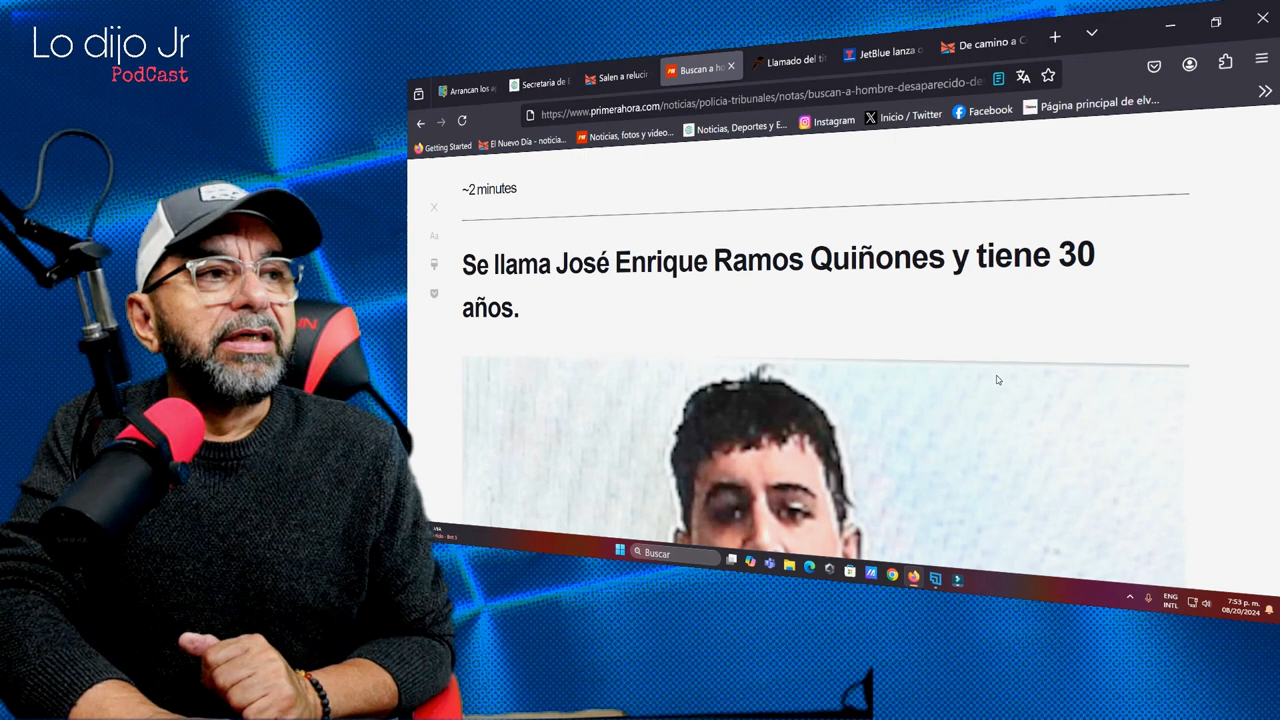 Lo dijo Jr
PodCast
Arrancan los a
Secretaria de E
Salen a relucir
Buscan a ho
Llamado del tit
JetBlue lanza o
De camino a C
https://www.primerahora.com/noticias/policia-tribunales/notas/buscan-a-hombre-desaparecido-de
Getting Started
El Nuevo Día - noticia...
Noticias, fotos y video...
Noticias, Deportes y E...
Instagram
Inicio / Twitter
Facebook
Página principal de elv...
~2 minutes
Aa
Se llama José Enrique Ramos Quiñones y tiene 30
años.
Buscar
ENG
INTL
7:53 p. m.
08/20/2024